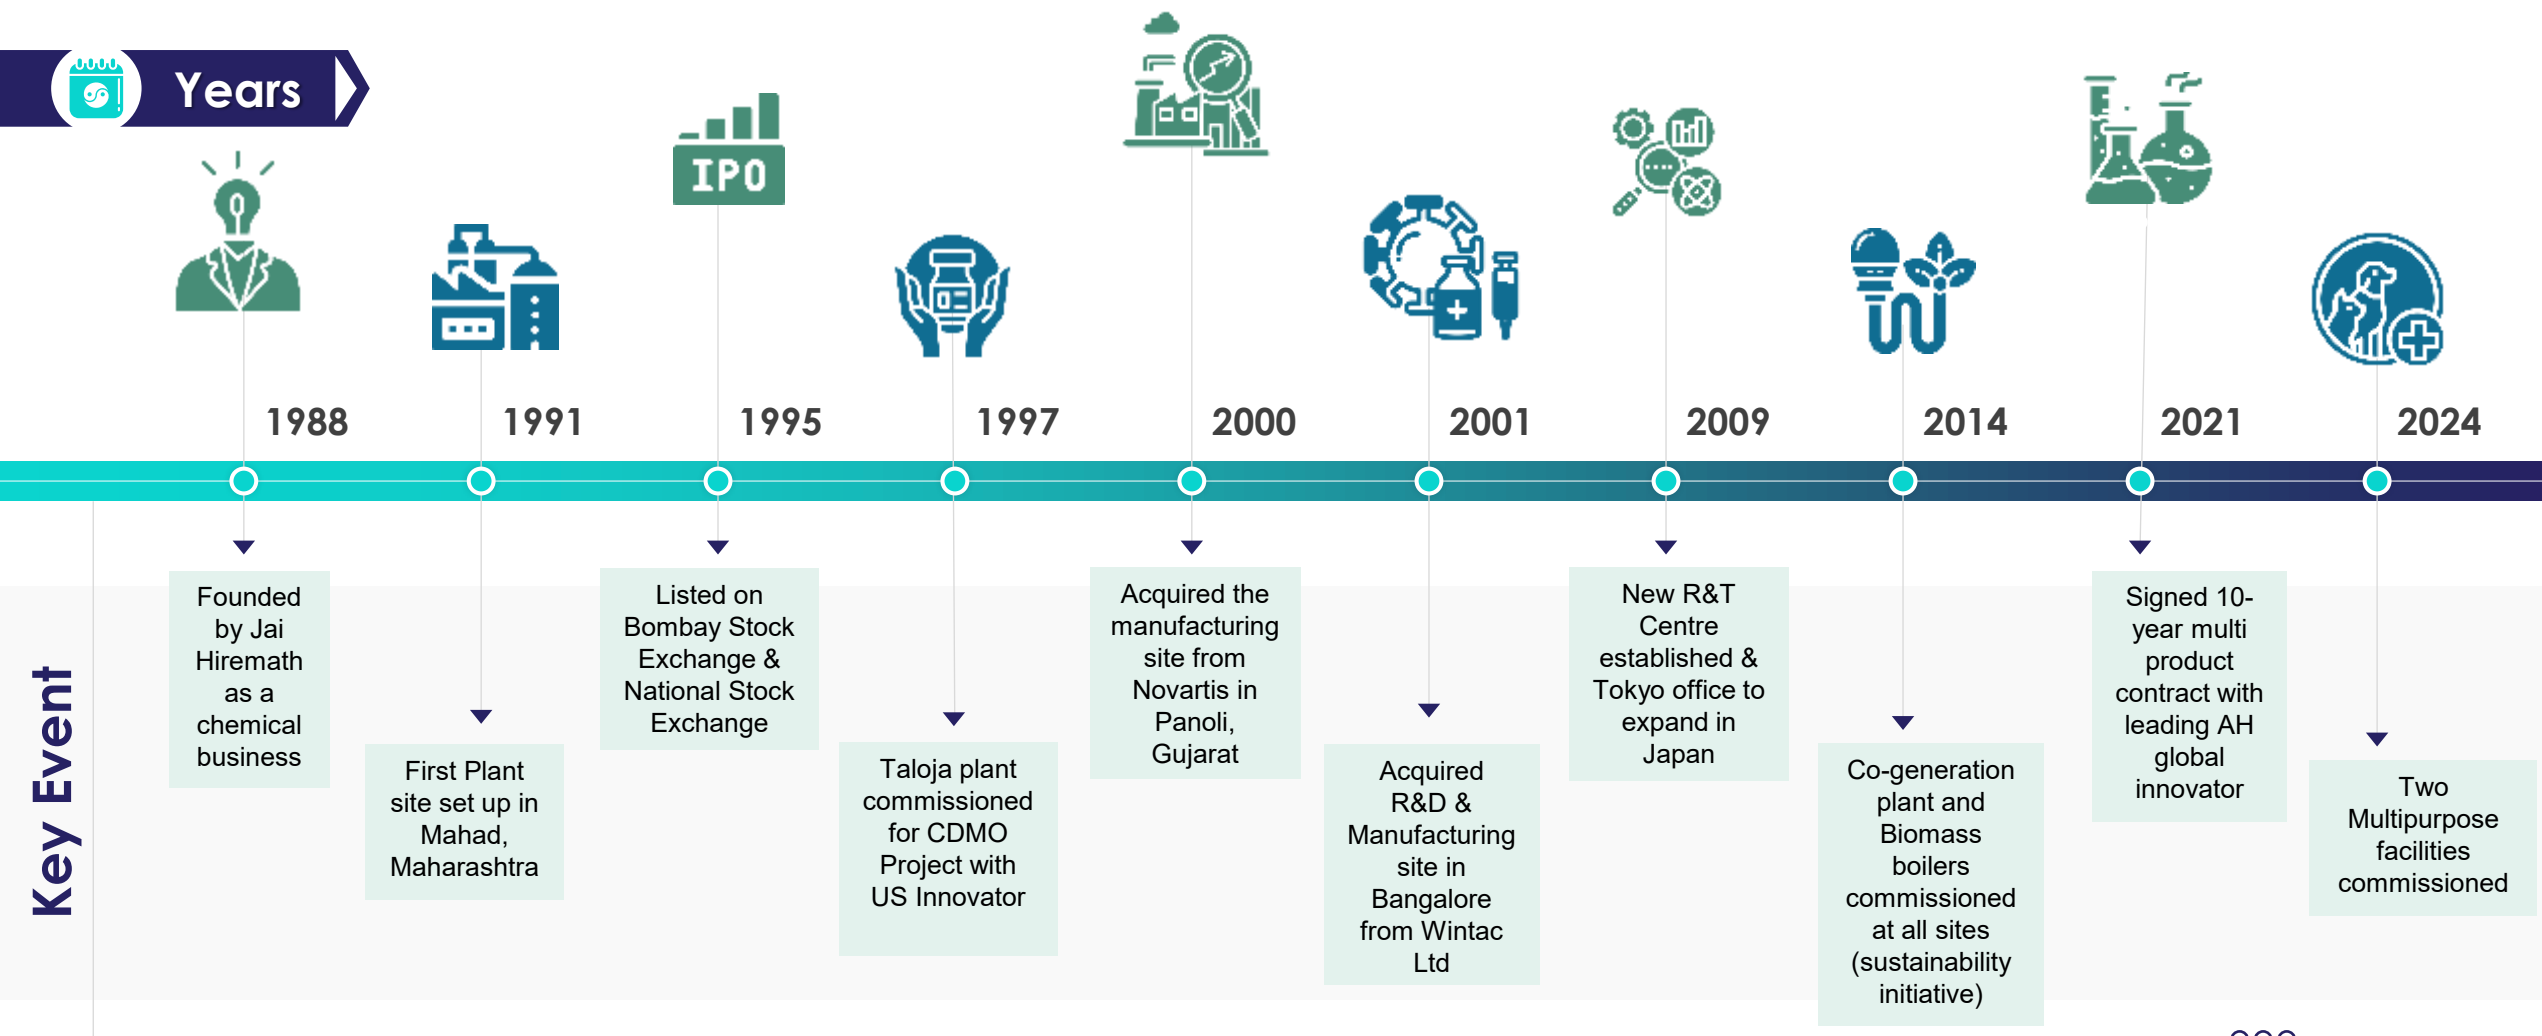 Years
IPO
1988
1991
1995
1997
2000
2001
2009
2014
2021
2024
Key Event
Founded
by Jai
Hiremath
as a
chemical
business
First Plant
site set up in
Mahad,
Maharashtra
Listed on
Bombay Stock
Exchange &
National Stock
Exchange
Taloja plant
commissioned
for CDMO
Project with
US Innovator
Acquired the
manufacturing
site from
Novartis in
Panoli,
Gujarat
Acquired
R&D &
Manufacturing
site in
Bangalore
from Wintac
Ltd
New R&T
Centre
established &
Tokyo office to
expand in
Japan
Co-generation
plant and
Biomass
boilers
commissioned
at all sites
(sustainability
initiative)
Signed 10-
year multi
product
contract with
leading AH
global
innovator
Two
Multipurpose
facilities
commissioned